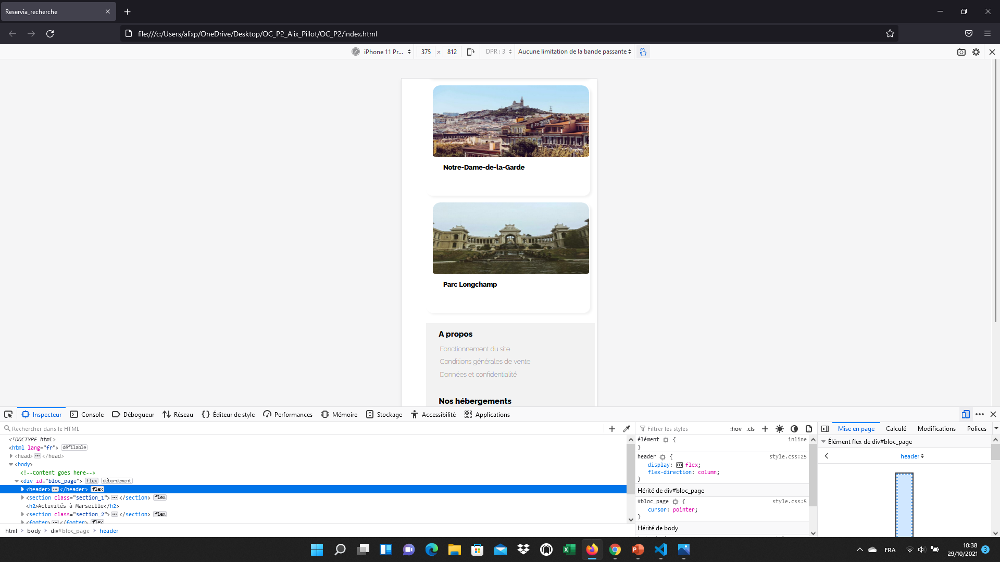 Reservia_recherche
file:///c:/Users/alixp/OneDrive/Desktop/OC_P2_Alix_Pillot/OC_P2/index.html
iPhone 11 Pr... 375 × 812 DPR : 3 Aucune limitation de la bande passante
Notre-Dame-de-la-Garde
Parc Longchamp
A propos
Fonctionnement du site
Conditions générales de vente
Données et confidentialité
Nos hébergements
Inspecteur Console Débogueur Réseau Éditeur de style Performances Mémoire Stockage Accessibilité Applications
Rechercher dans le HTML
<!DOCTYPE html>
<html lang="fr"> défilable
<head> ••• </head>
<body>
<!--Content goes here-->
<div id="bloc_page"> flex débordement
<header> ••• </header> flex
<section class="section_1"> ••• </section> flex
<h2>Activités à Marseille</h2>
<section class="section_2"> ••• </section> flex
<footer> ••• </footer> flex
html > body > div#bloc_page > header
Filtrer les styles :hov .cls
élément { inline
}
header { style.css:25
display: flex;
flex-direction: column;
}
Hérité de div#bloc_page
#bloc_page { style.css:5
cursor: pointer;
}
Hérité de body
Mise en page Calculé Modifications Polices
Élément flex de div#bloc_page
header
FRA
10:38
29/10/2021
3